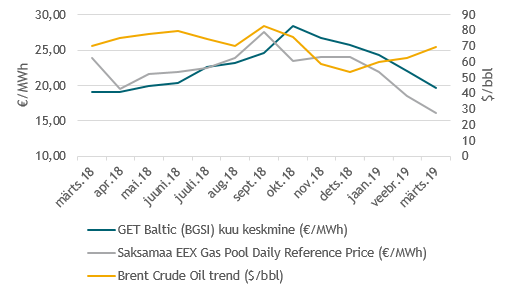 30,00
25,00
20,00
15,00
10,00
€/MWh
90
80
70
60
50
40
30
20
10
0
$/bbl
märts.18
apr.18
mai.18
juuni.18
juuli.18
aug.18
sept.18
okt.18
nov.18
dets.18
jaan.19
veebr.19
märts.19
GET Baltic (BGSI) kuu keskmine (€/MWh)
Saksamaa EEX Gas Pool Daily Reference Price (€/MWh)
Brent Crude Oil trend ($/bbl)